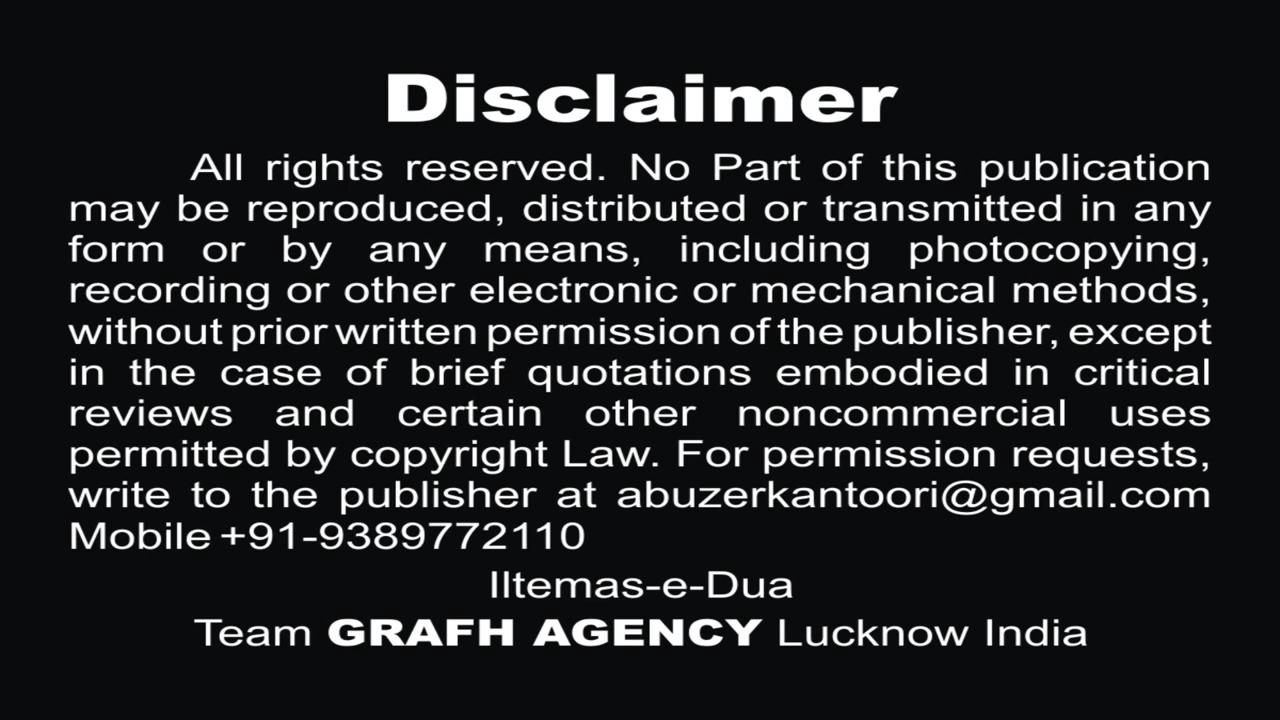 Disclaimer
All rights reserved. No Part of this publication
may be reproduced, distributed or transmitted in any
form or by any means, including photocopying,
recording or other electronic or mechanical methods,
without prior written permission of the publisher, except
in the case of brief quotations embodied in critical
reviews and certain other noncommercial uses
permitted by copyright Law. For permission requests,
write to the publisher at abuzerkantoori@gmail.com
Mobile +91-9389772110
Iltemas-e-Dua
Team GRAFH AGENCY Lucknow India